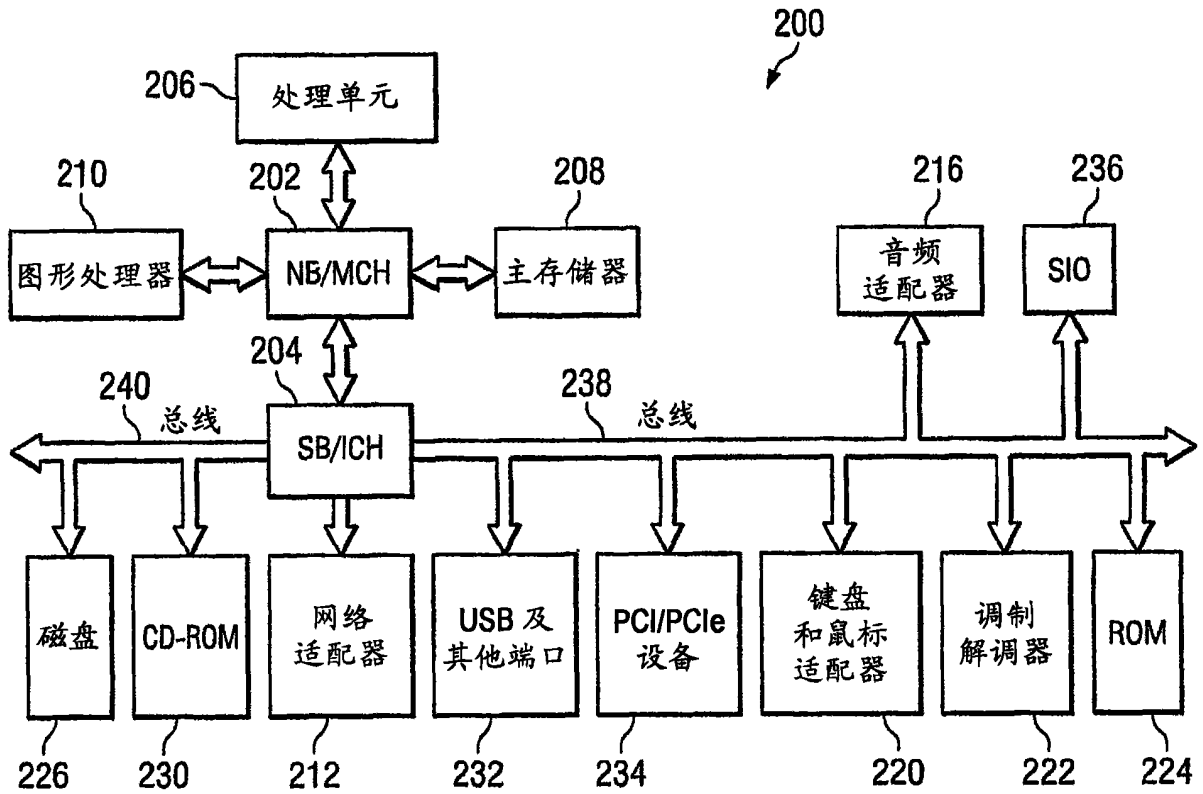 200
206
处理单元
210
202
208
216
236
图形处理器
NB/MCH
主存储器
音频
适配器
SIO
204
240
总线
238
总线
SB/ICH
磁盘
CD-ROM
网络
适配器
USB 及
其他端口
PCI/PCIe
设备
键盘
和鼠标
适配器
调制
解调器
ROM
226
230
212
232
234
220
222
224